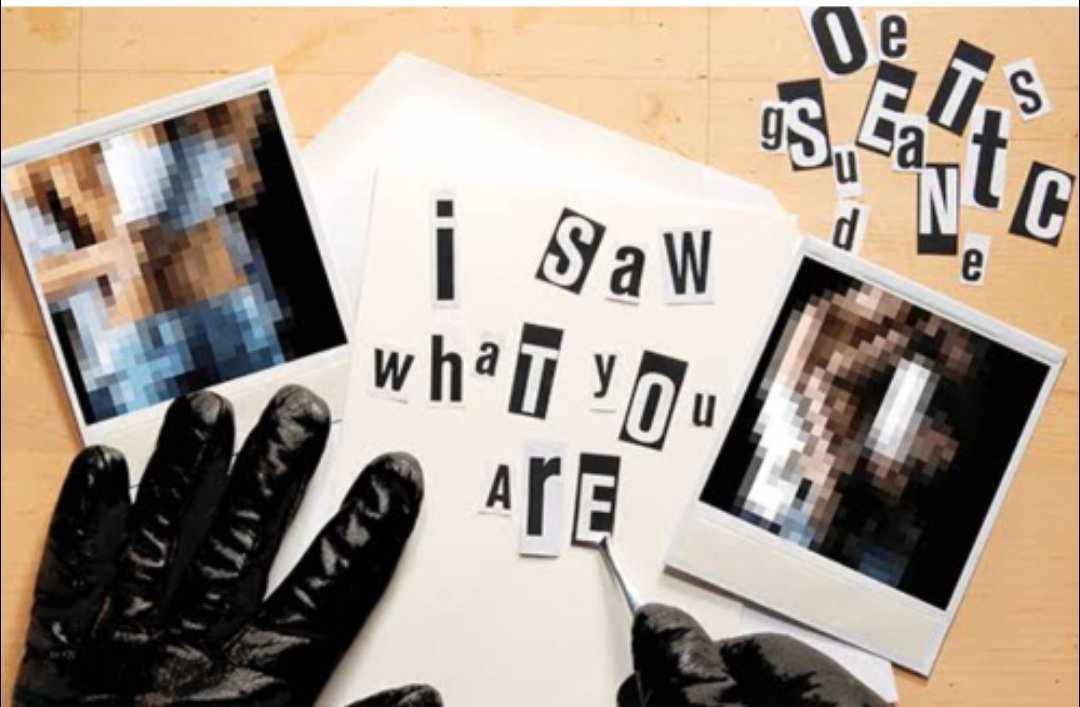 O e
E T s
g S a t
u N C
d e
i SaW
whaT yOu
ArE